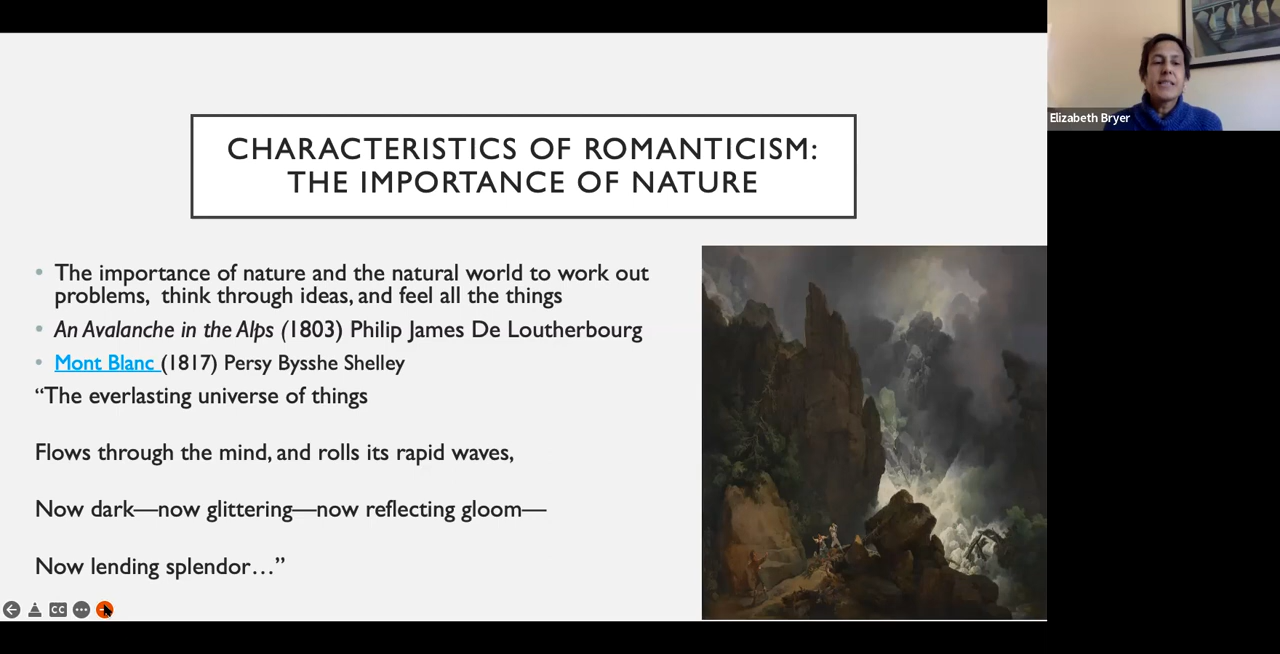 CHARACTERISTICS OF ROMANTICISM:
THE IMPORTANCE OF NATURE
• The importance of nature and the natural world to work out
problems, think through ideas, and feel all the things
• An Avalanche in the Alps (1803) Philip James De Loutherbourg
• Mont Blanc (1817) Persy Bysshe Shelley
“The everlasting universe of things
Flows through the mind, and rolls its rapid waves,
Now dark—now glittering—now reflecting gloom—
Now lending splendor…”
CC
Elizabeth Bryer